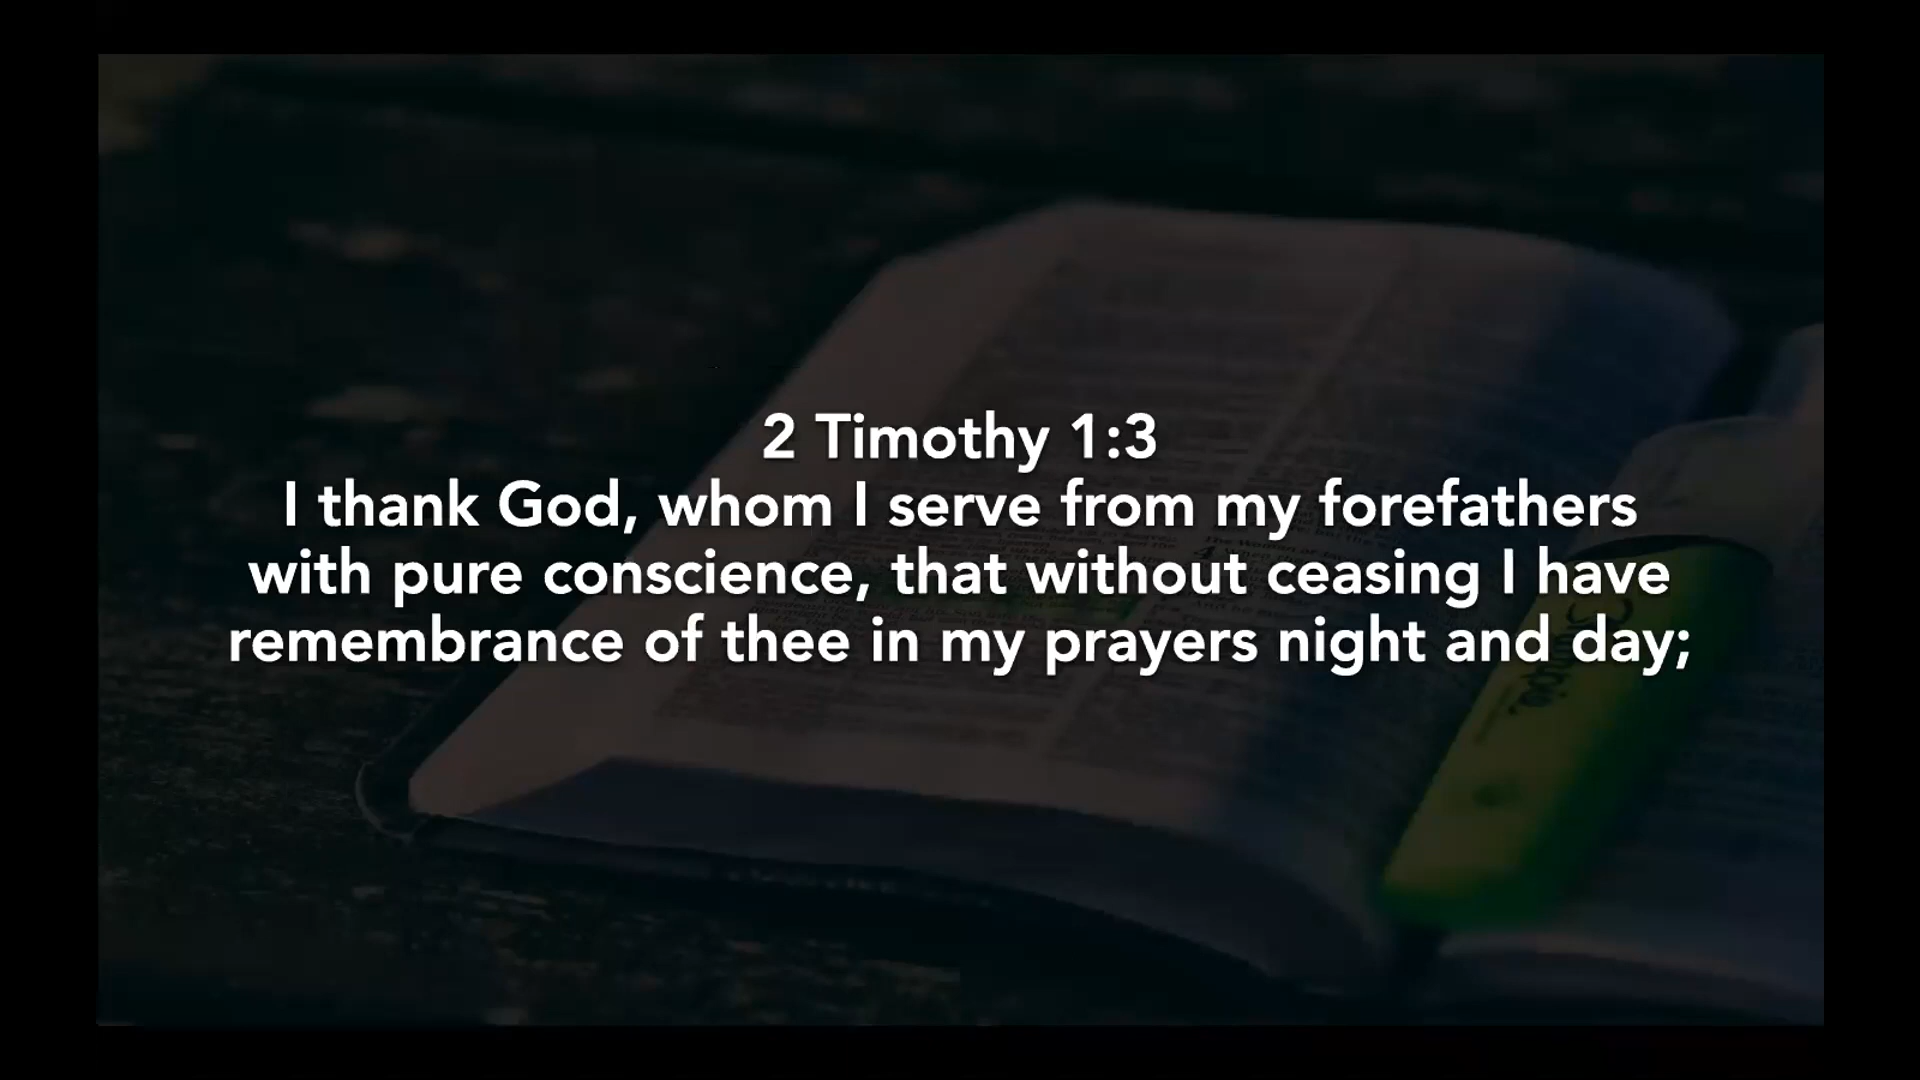 2 Timothy 1:3
I thank God, whom I serve from my forefathers
with pure conscience, that without ceasing I have
remembrance of thee in my prayers night and day;
Sharpie